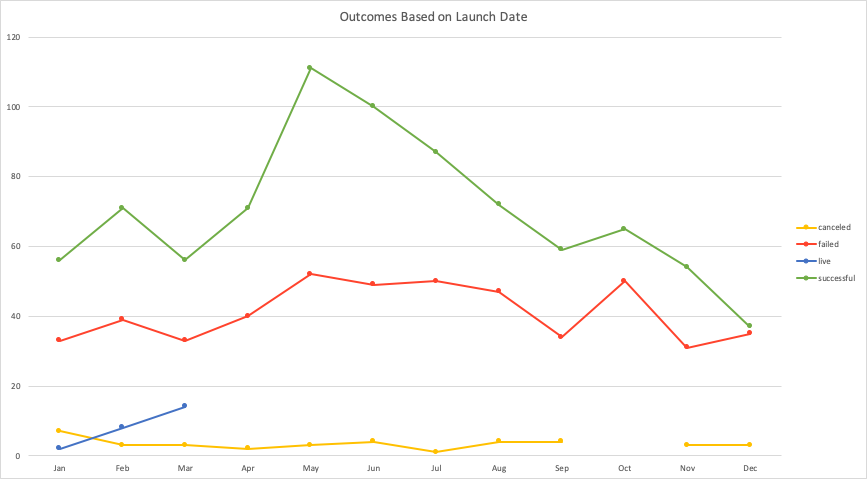 Outcomes Based on Launch Date
120
100
80
60
40
20
0
Jan Feb Mar Apr May Jun Jul Aug Sep Oct Nov Dec
canceled
failed
live
successful